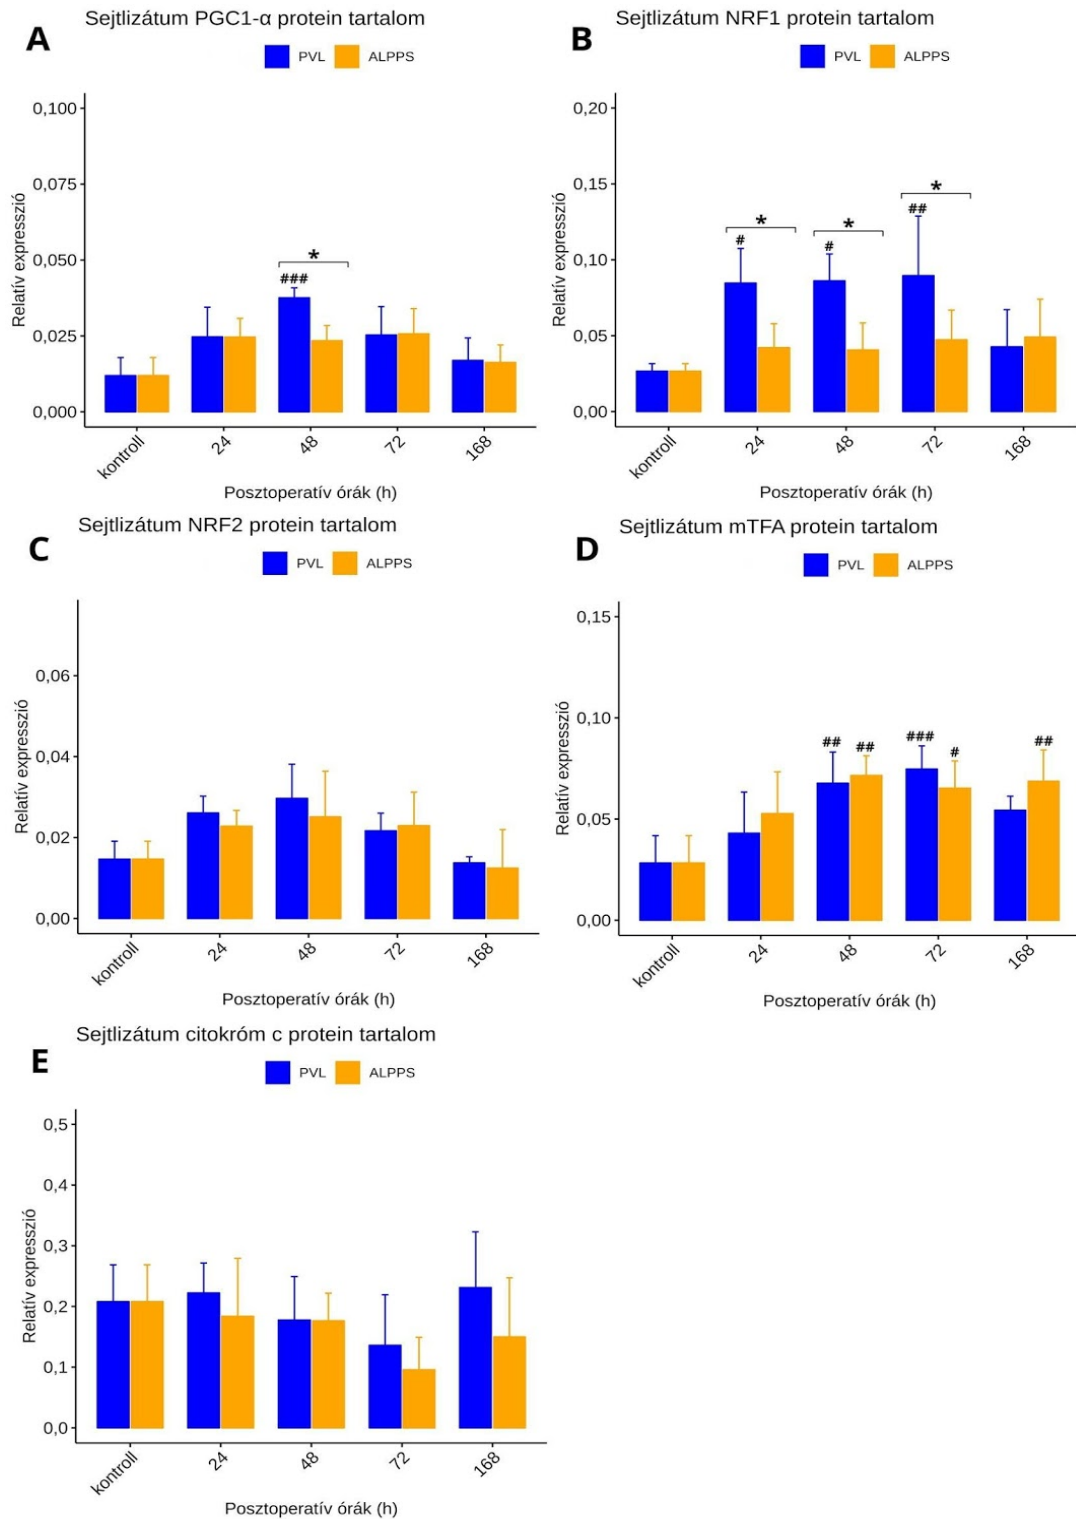 Sejtlizátum PGC1-α protein tartalom
A
PVL ALPPS
Relatív expresszió
0,100
0,075
0,050
0,025
0,000
*
###
kontroll 24 48 72 168
Posztoperatív órák (h)
Sejtlizátum NRF1 protein tartalom
B
PVL ALPPS
Relatív expresszió
0,20
0,15
0,10
0,05
0,00
* * *
# # ##
kontroll 24 48 72 168
Posztoperatív órák (h)
Sejtlizátum NRF2 protein tartalom
C
PVL ALPPS
Relatív expresszió
0,06
0,04
0,02
0,00
kontroll 24 48 72 168
Posztoperatív órák (h)
Sejtlizátum mTFA protein tartalom
D
PVL ALPPS
Relatív expresszió
0,15
0,10
0,05
0,00
## ## ### # ##
kontroll 24 48 72 168
Posztoperatív órák (h)
Sejtlizátum citokróm c protein tartalom
E
PVL ALPPS
Relatív expresszió
0,5
0,4
0,3
0,2
0,1
0,0
kontroll 24 48 72 168
Posztoperatív órák (h)